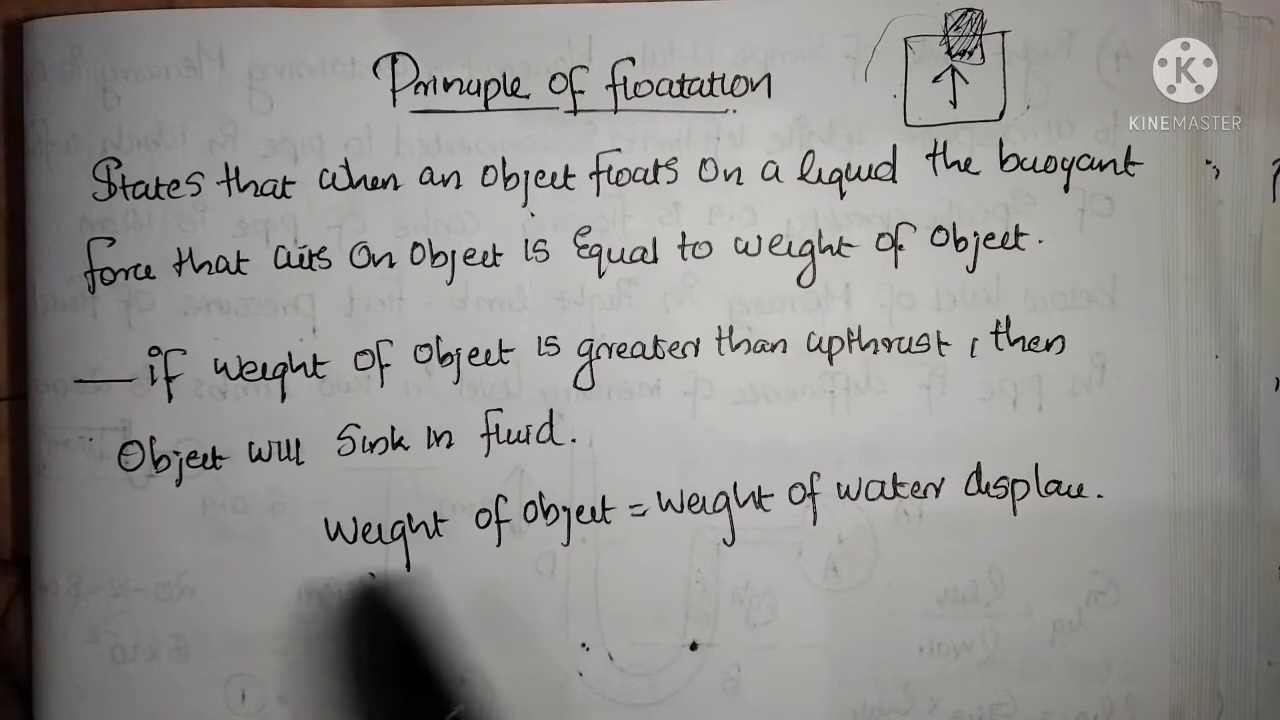 Principle of floatation
K
KINEMASTER
States that when an object floats on a liquid the buoyant
force that acts on object is Equal to weight of object.
— if weight of object is greater than upthrust, then
object will sink in fluid.
weight of object = weight of water displace.